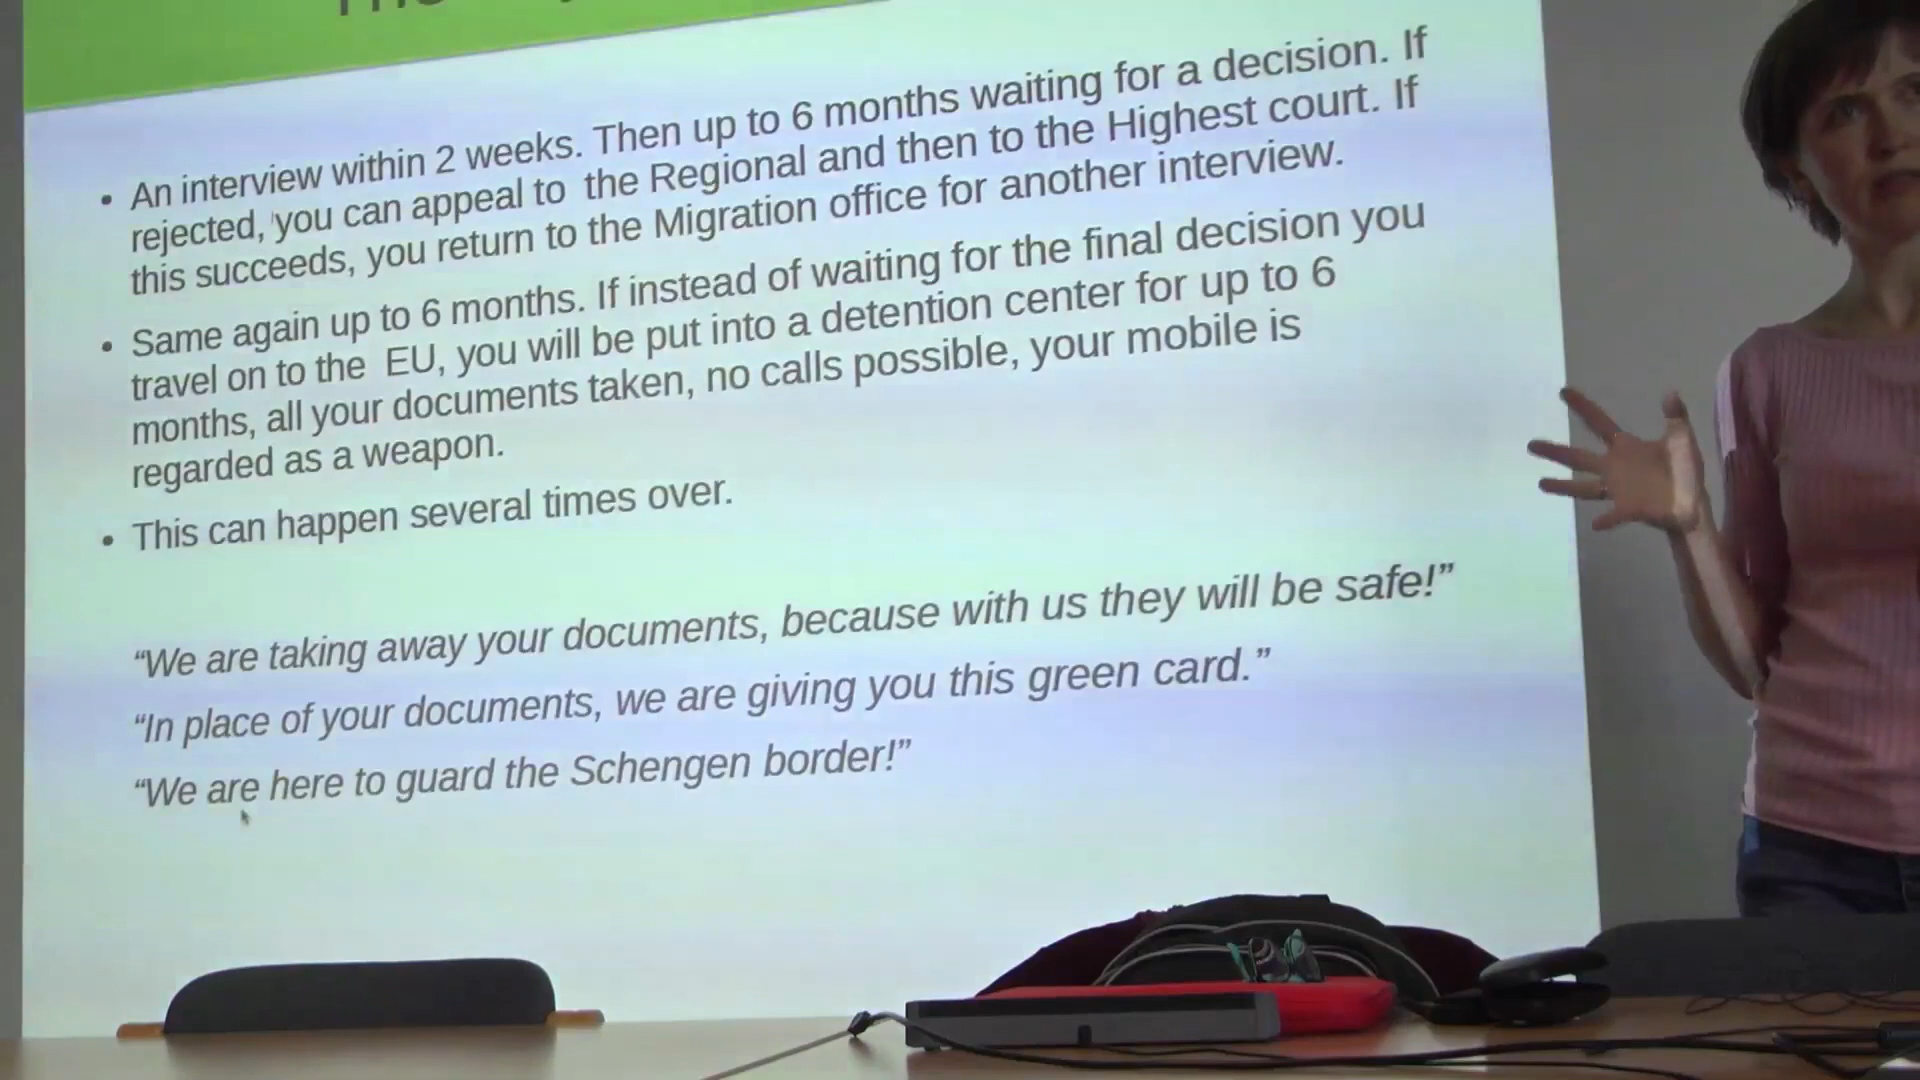 • An interview within 2 weeks. Then up to 6 months waiting for a decision. If
rejected, you can appeal to the Regional and then to the Highest court. If
this succeeds, you return to the Migration office for another interview.
• Same again up to 6 months. If instead of waiting for the final decision you
travel on to the EU, you will be put into a detention center for up to 6
months, all your documents taken, no calls possible, your mobile is
regarded as a weapon.
• This can happen several times over.
“We are taking away your documents, because with us they will be safe!”
“In place of your documents, we are giving you this green card.”
“We are here to guard the Schengen border!”